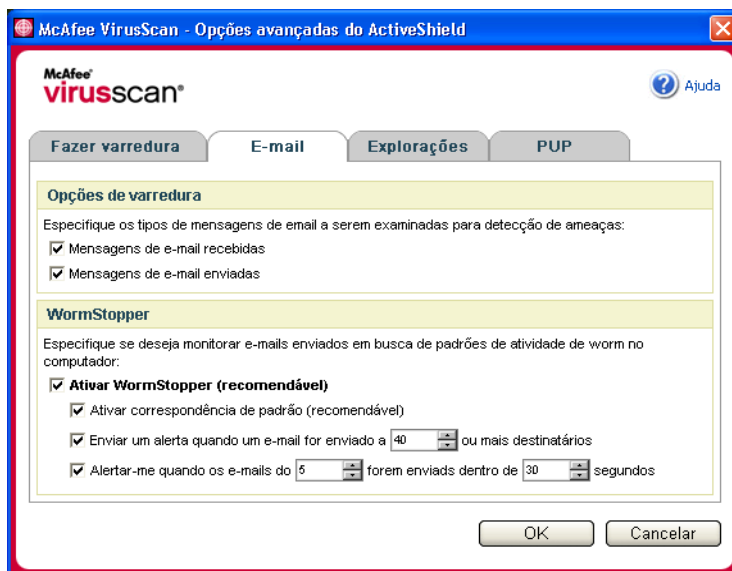 McAfee VirusScan - Opções avançadas do ActiveShield
McAfee®
virusscan®
Ajuda
Fazer varredura
E-mail
Explorações
PUP
Opções de varredura
Especifique os tipos de mensagens de email a serem examinadas para detecção de ameaças:
Mensagens de e-mail recebidas
Mensagens de e-mail enviadas
WormStopper
Especifique se deseja monitorar e-mails enviados em busca de padrões de atividade de worm no
computador:
Ativar WormStopper (recomendável)
Ativar correspondência de padrão (recomendável)
Enviar um alerta quando um e-mail for enviado a 40 ou mais destinatários
Alertar-me quando os e-mails do 5 forem enviads dentro de 30 segundos
OK
Cancelar